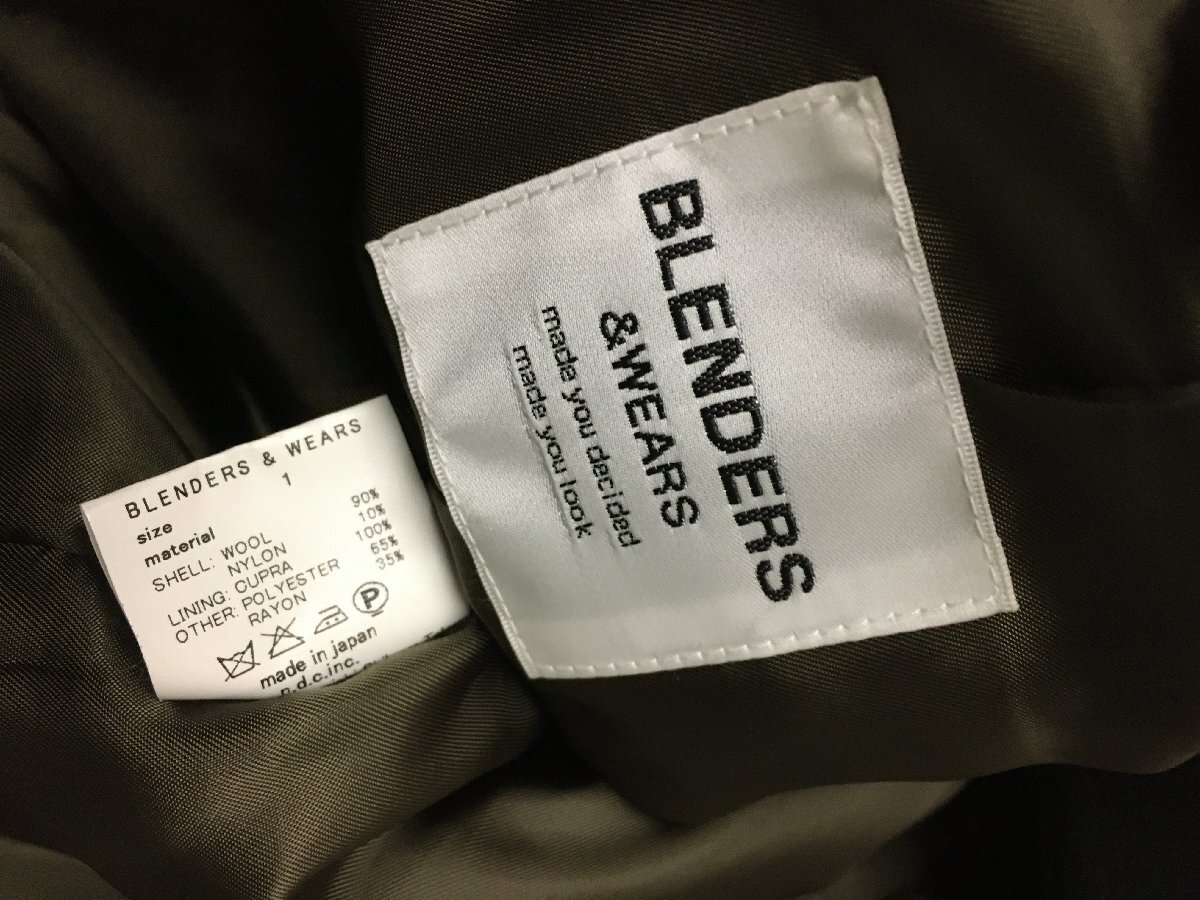 BLENDERS
&WEARS
made you decided
made you look
BLENDERS & WEARS
size 1
material
SHELL: WOOL 90%
NYLON 10%
LINING: CUPRA 100%
OTHER: POLYESTER 65%
RAYON 35%
P
made in japan
n.d.c.inc.